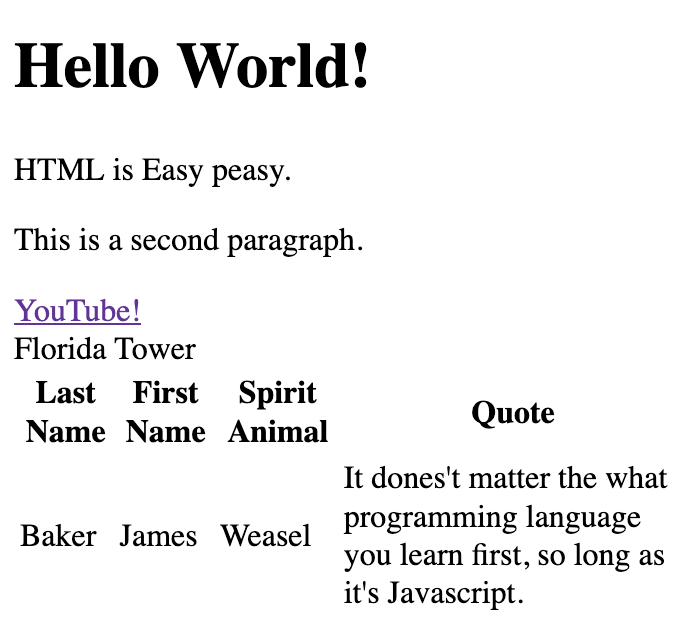 Hello World!
HTML is Easy peasy.
This is a second paragraph.
YouTube!
Florida Tower
Last Name First Name Spirit Animal Quote
Baker James Weasel It dones't matter the what
programming language
you learn first, so long as
it's Javascript.